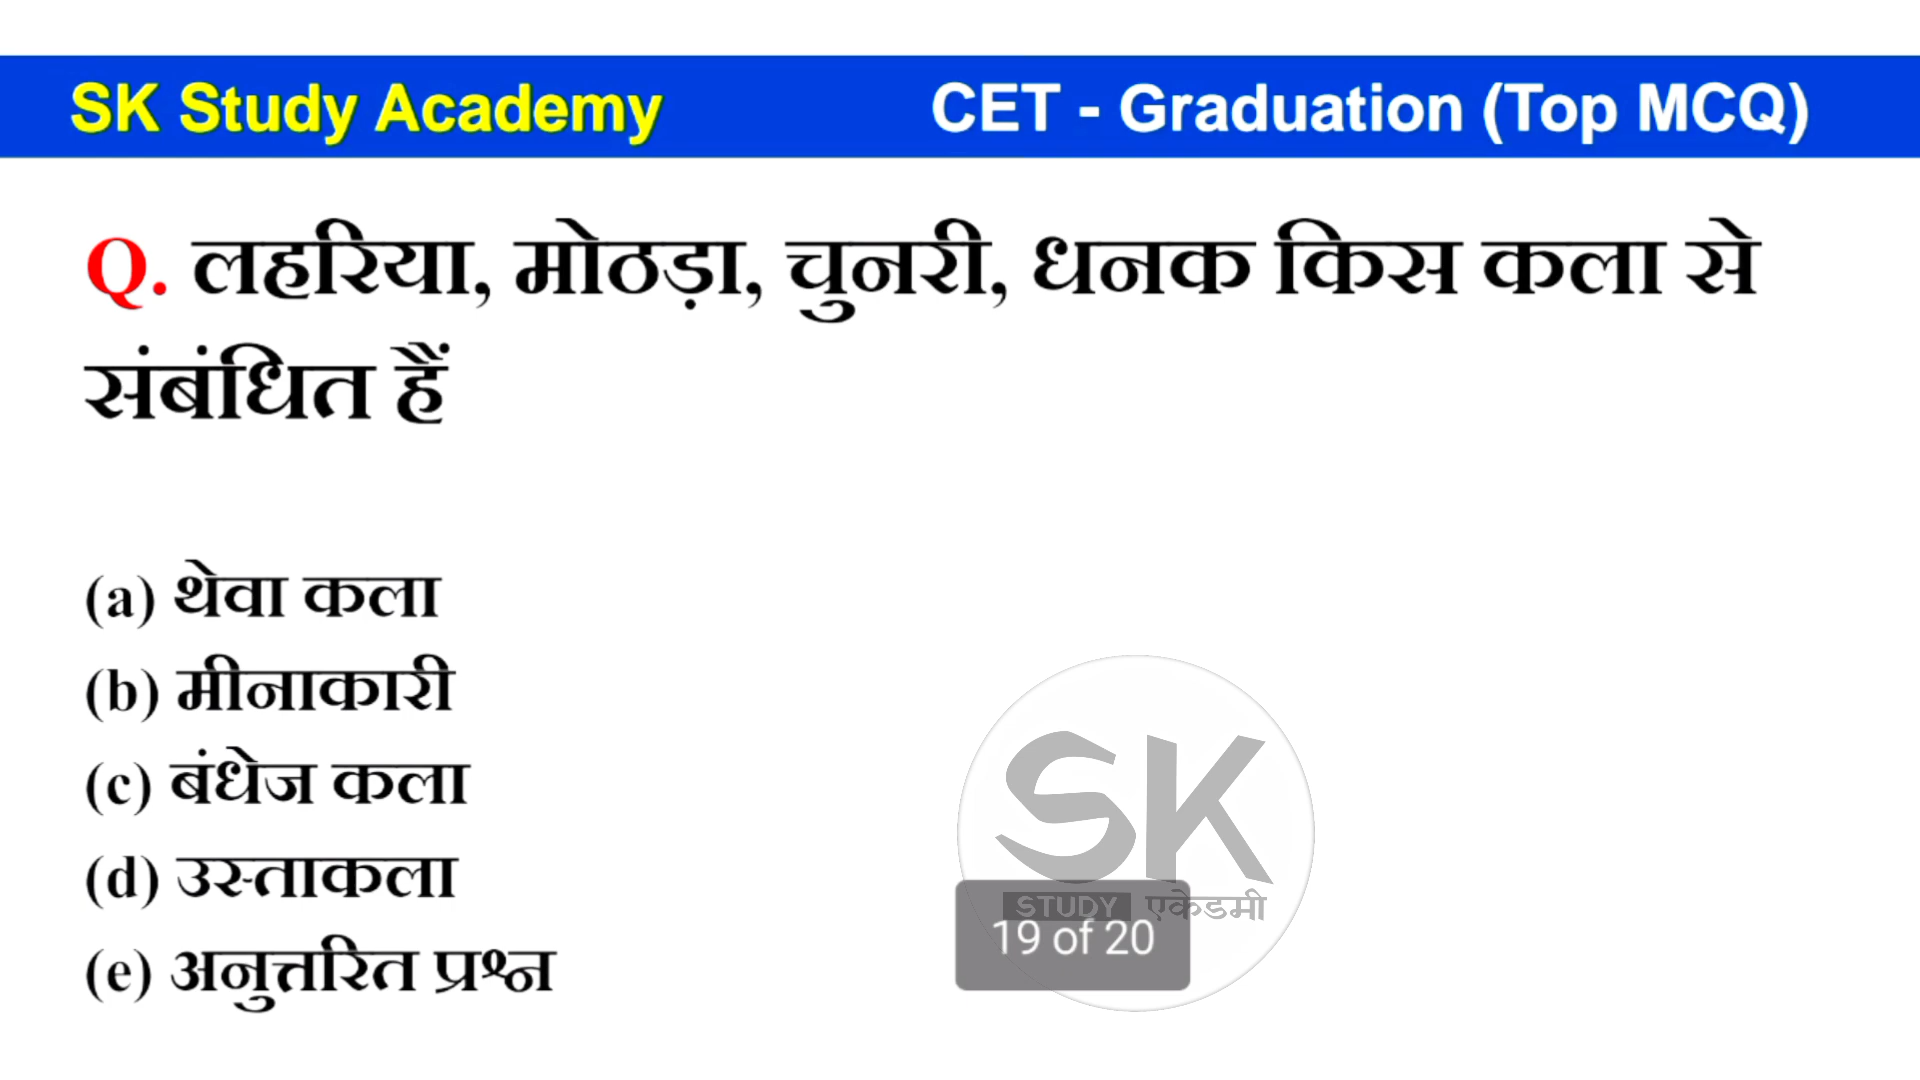 SK Study Academy CET - Graduation (Top MCQ)
Q. लहरिया, मोठड़ा, चुनरी, धनक किस कला से
संबंधित हैं
(a) थेवा कला
(b) मीनाकारी
(c) बंधेज कला
(d) उस्ताकला
(e) अनुत्तरित प्रश्न
SK
STUDY एकेडमी
19 of 20